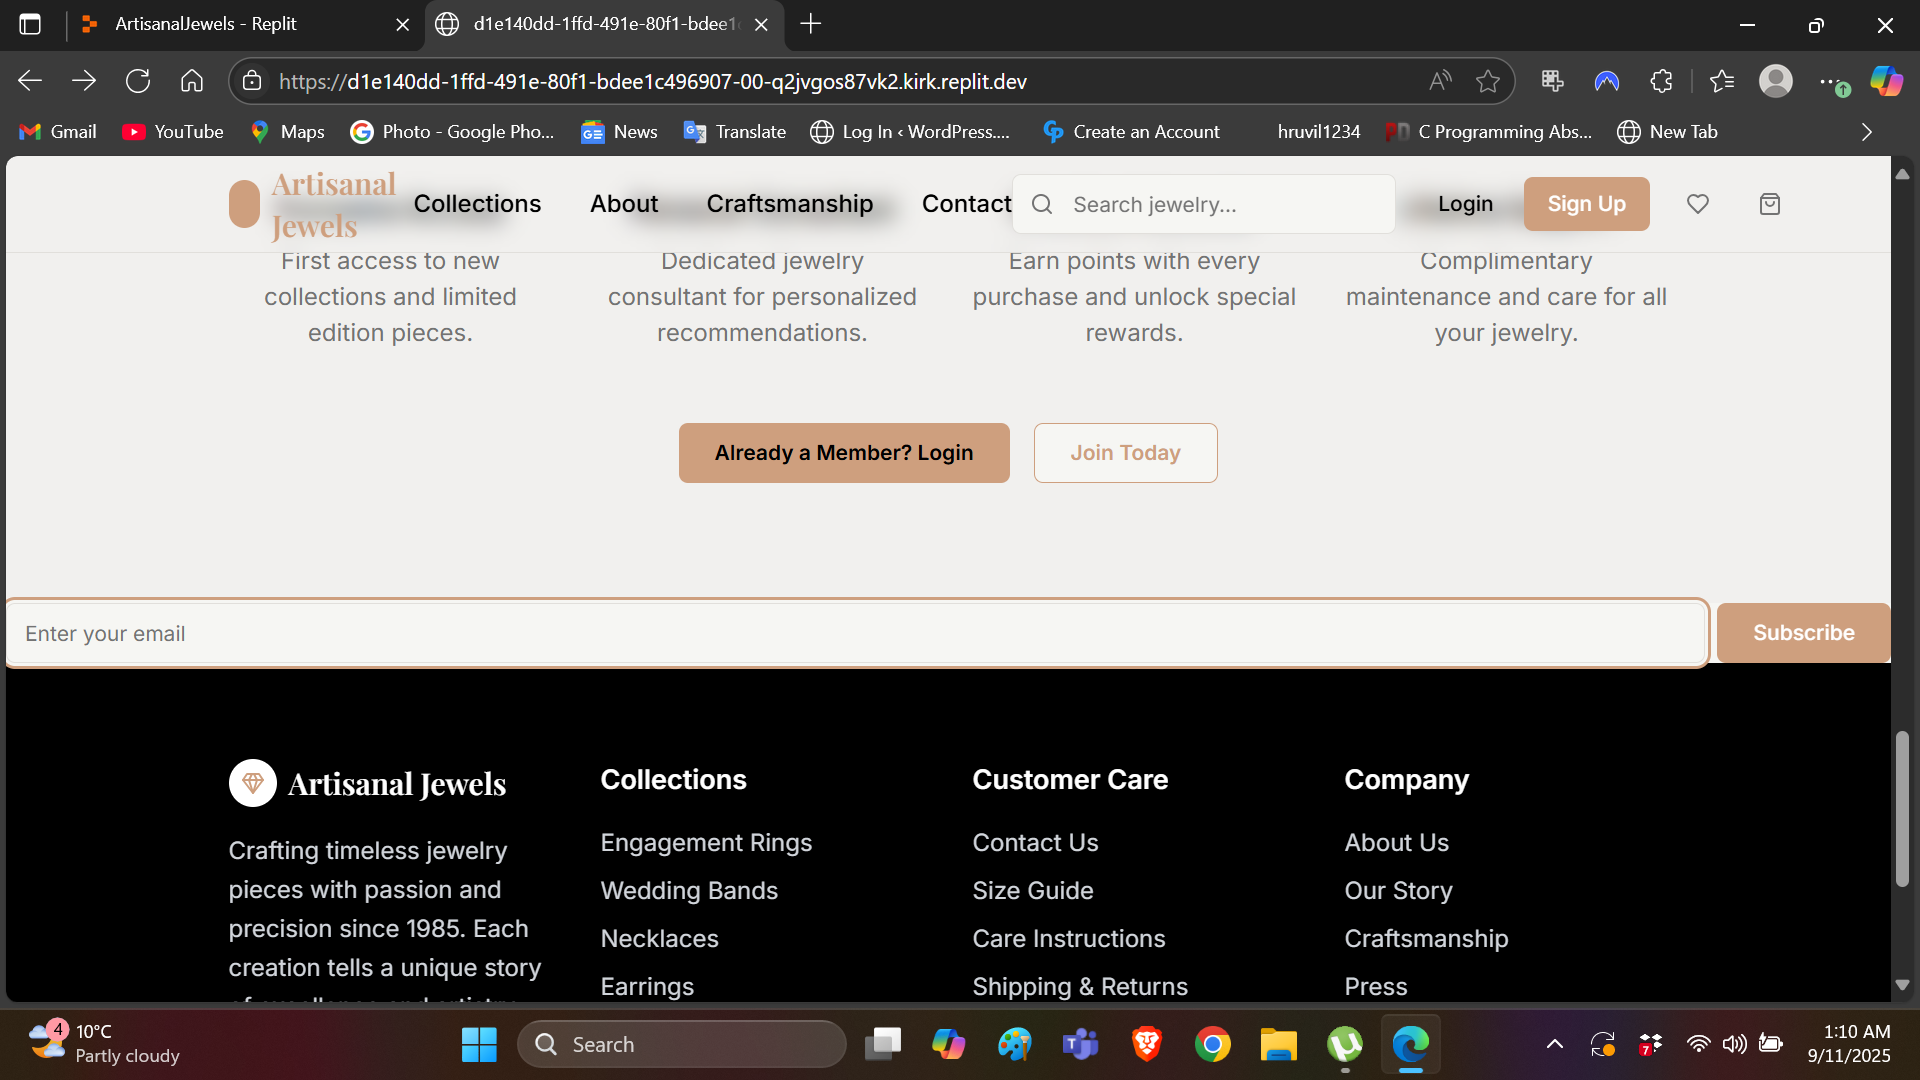 ArtisanalJewels - Replit
d1e140dd-1ffd-491e-80f1-bdee1
https://d1e140dd-1ffd-491e-80f1-bdee1c496907-00-q2jvgos87vk2.kirk.replit.dev
Gmail YouTube Maps Photo - Google Pho... News Translate Log In ‹ WordPress.... Create an Account hruvil1234 C Programming Abs... New Tab
Artisanal
Jewels
Collections About Craftsmanship Contact Search jewelry... Login Sign Up
First access to new
collections and limited
edition pieces.
Dedicated jewelry
consultant for personalized
recommendations.
Earn points with every
purchase and unlock special
rewards.
Complimentary
maintenance and care for all
your jewelry.
Already a Member? Login
Join Today
Enter your email
Subscribe
Artisanal Jewels
Crafting timeless jewelry
pieces with passion and
precision since 1985. Each
creation tells a unique story
Collections
Engagement Rings
Wedding Bands
Necklaces
Earrings
Customer Care
Contact Us
Size Guide
Care Instructions
Shipping & Returns
Company
About Us
Our Story
Craftsmanship
Press
4
10°C
Partly cloudy
Search
7
1:10 AM
9/11/2025